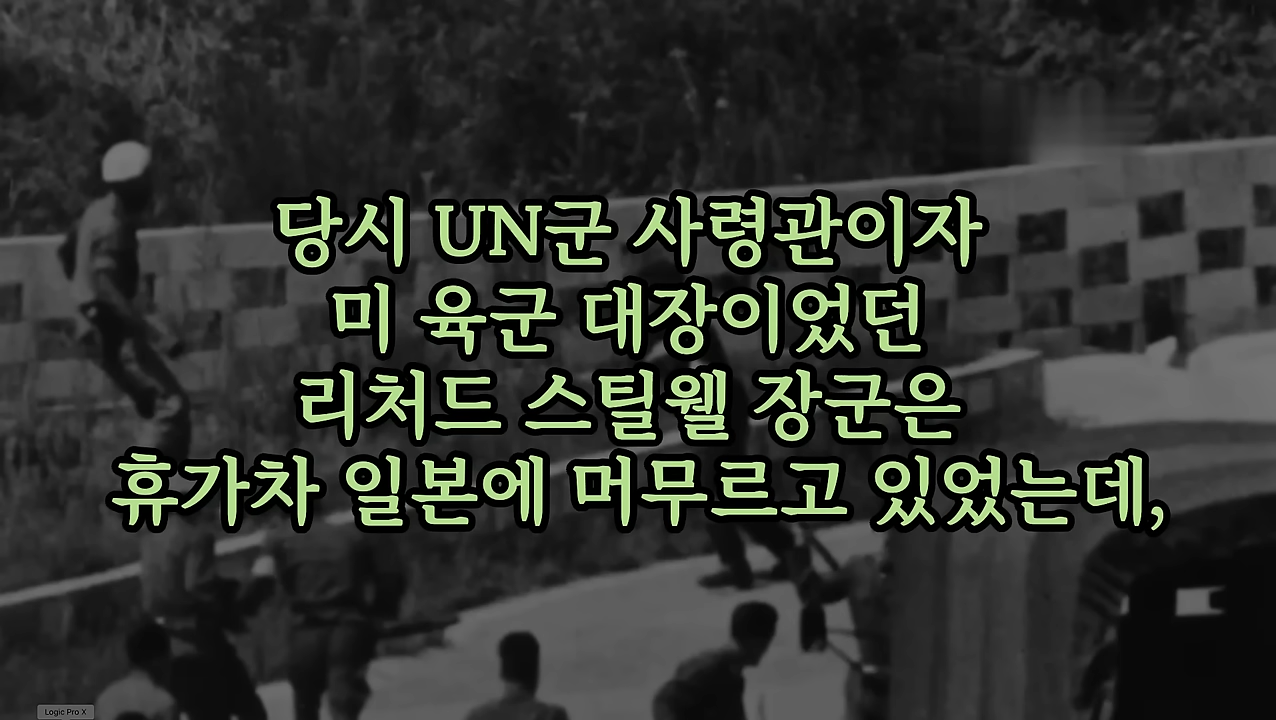 당시 UN군 사령관이자
미 육군 대장이었던
리처드 스틸웰 장군은
휴가차 일본에 머무르고 있었는데,
Logic Pro X